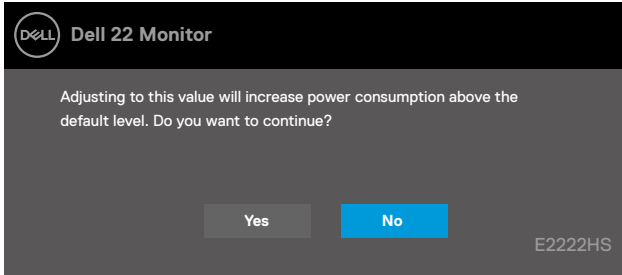 DELL Dell 22 Monitor
Adjusting to this value will increase power consumption above the
default level. Do you want to continue?
Yes No
E2222HS